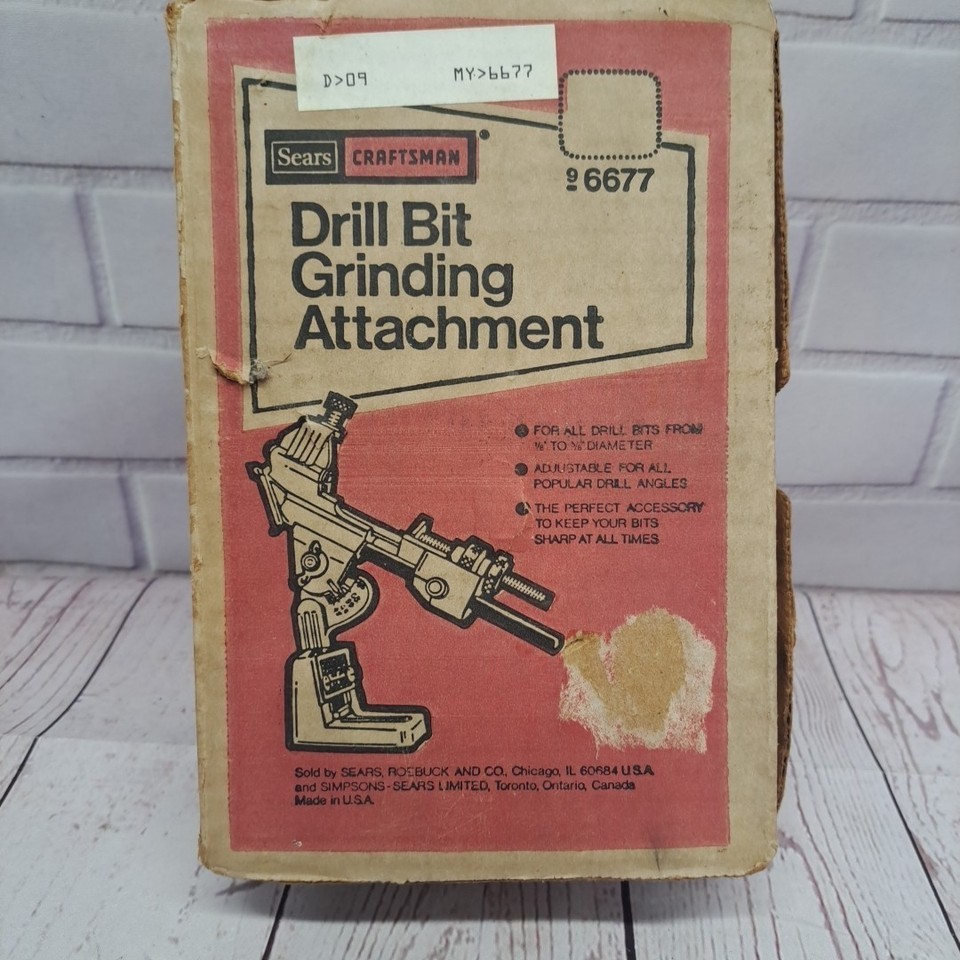 D>09 MY>6677
Sears CRAFTSMAN
9 6677
Drill Bit
Grinding
Attachment
FOR ALL DRILL BITS FROM
TO DIAMETER
ADJUSTABLE FOR ALL
POPULAR DRILL ANGLES
THE PERFECT ACCESSORY
TO KEEP YOUR BITS
SHARP AT ALL TIMES
Sold by SEARS, ROEBUCK AND CO., Chicago, IL 60684 U.S.A.
and SIMPSONS-SEARS LIMITED, Toronto, Ontario, Canada
Made in U.S.A.